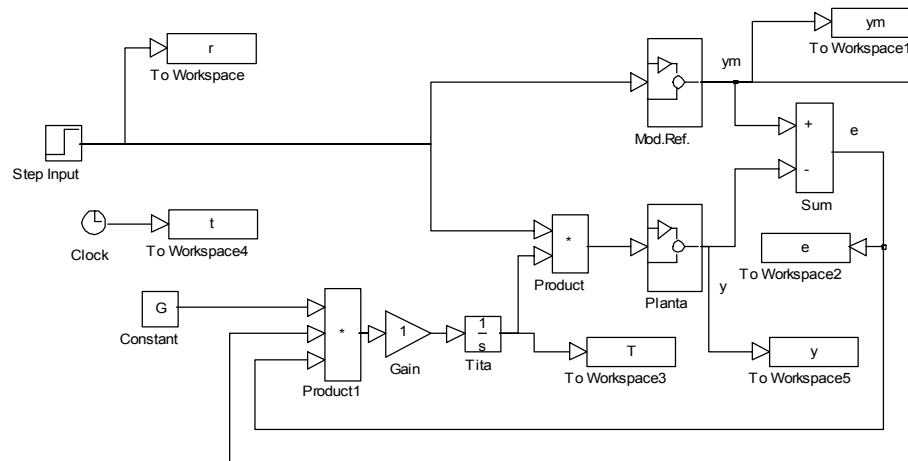 ym
To Workspace1
r
To Workspace
ym
Mod.Ref.
+
e
-
Sum
Step Input
t
To Workspace4
Clock
*
Product
Planta
y
e
To Workspace2
G
Constant
*
Product1
1
Gain
1
s
Tita
T
To Workspace3
y
To Workspace5